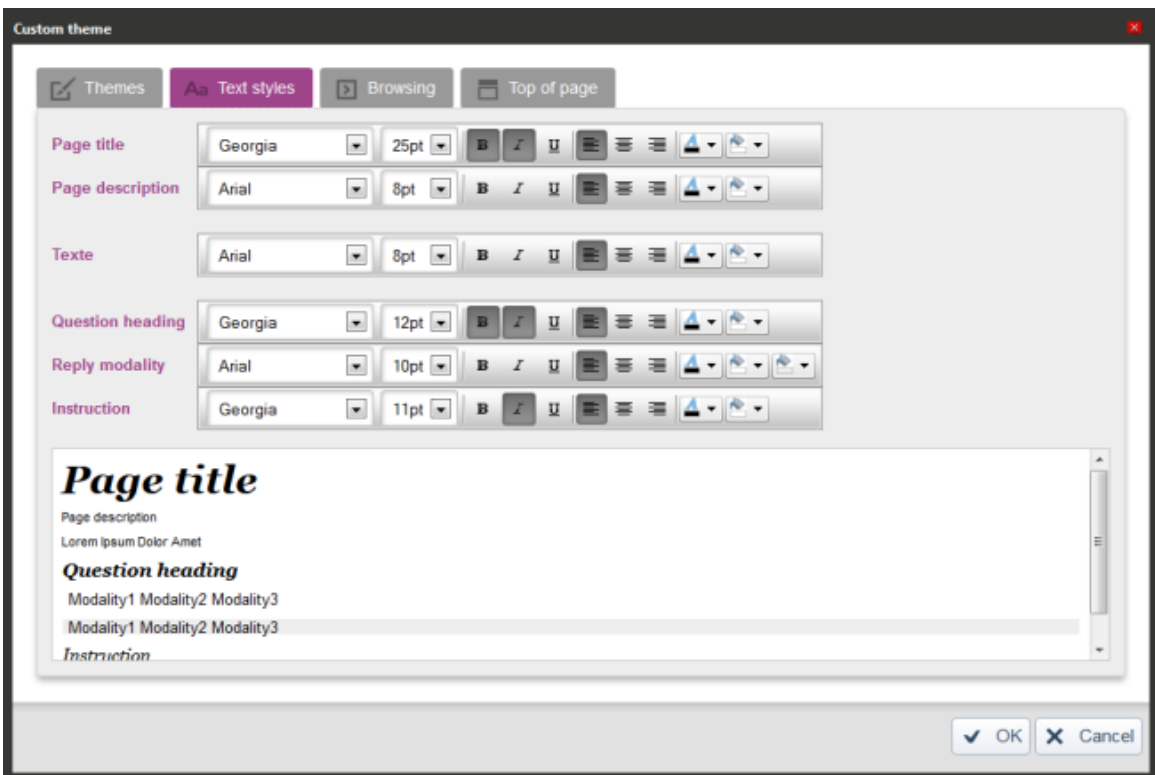 Custom theme
Themes Aa Text styles Browsing Top of page
Page title Georgia 25pt B I U
Page description Arial 8pt B I U
Texte Arial 8pt B I U
Question heading Georgia 12pt B I U
Reply modality Arial 10pt B I U
Instruction Georgia 11pt B I U
Page title
Page description
Lorem Ipsum Dolor Amet
Question heading
Modality1 Modality2 Modality3
Modality1 Modality2 Modality3
Instruction
OK Cancel